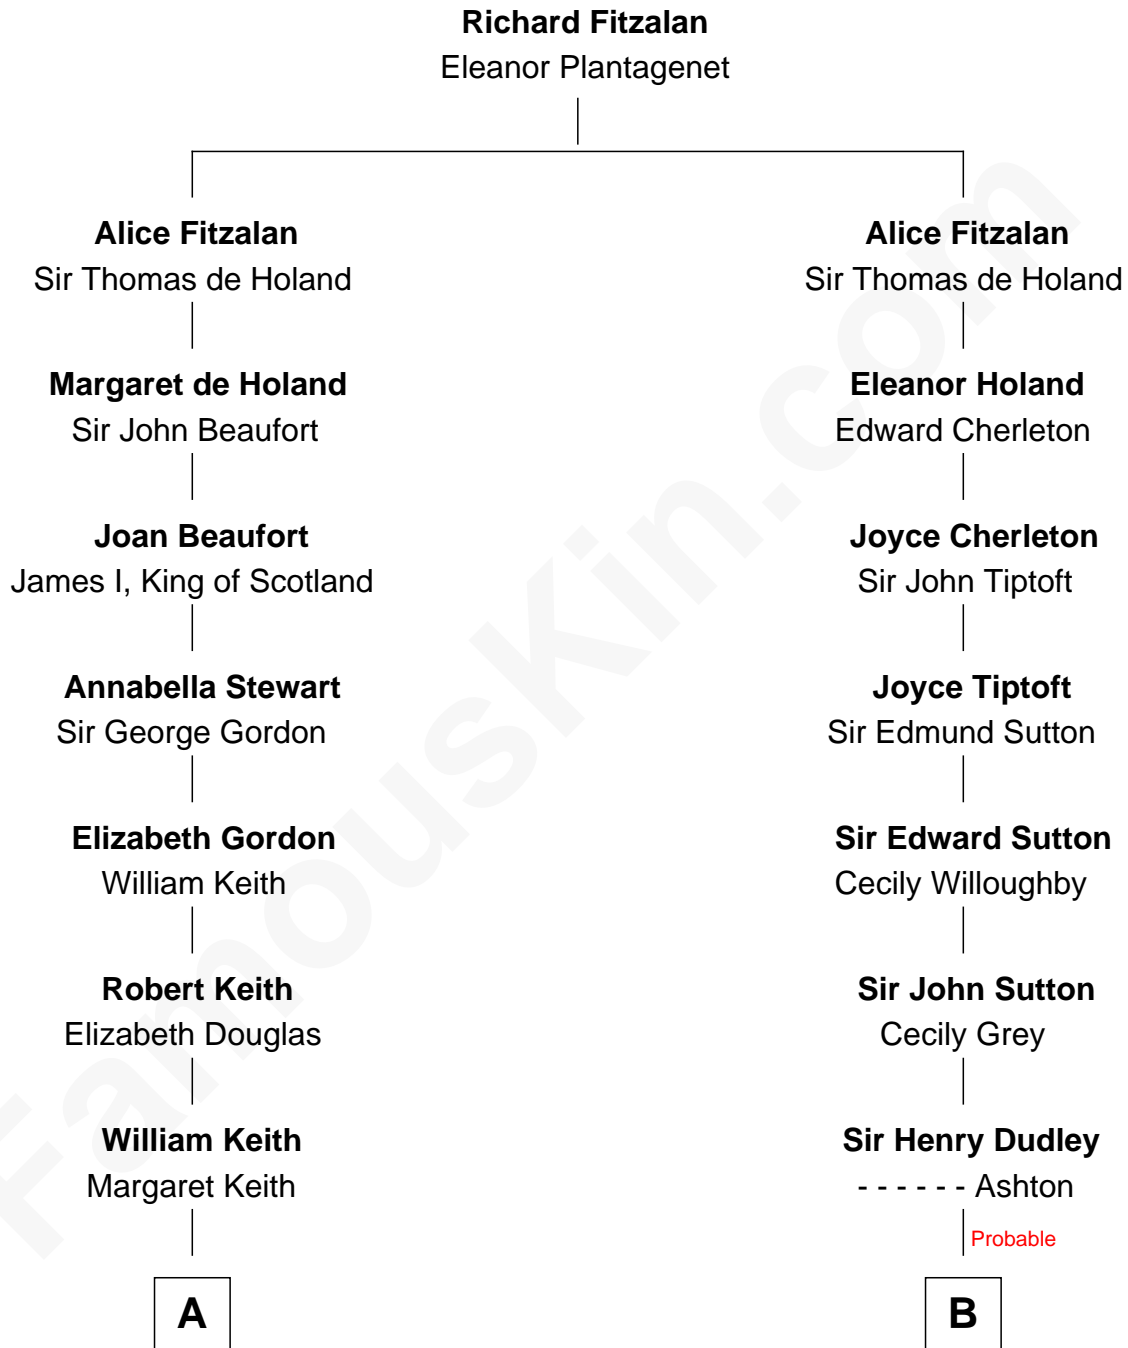 Richard Fitzalan
Eleanor Plantagenet
Alice Fitzalan
Sir Thomas de Holand
Alice Fitzalan
Sir Thomas de Holand
Margaret de Holand
Sir John Beaufort
Eleanor Holand
Edward Cherleton
Joan Beaufort
James I, King of Scotland
Joyce Cherleton
Sir John Tiptoft
Annabella Stewart
Sir George Gordon
Joyce Tiptoft
Sir Edmund Sutton
Elizabeth Gordon
William Keith
Sir Edward Sutton
Cecily Willoughby
Robert Keith
Elizabeth Douglas
Sir John Sutton
Cecily Grey
William Keith
Margaret Keith
Sir Henry Dudley
- - - - - - Ashton
Probable
A
B
FamousKin.com